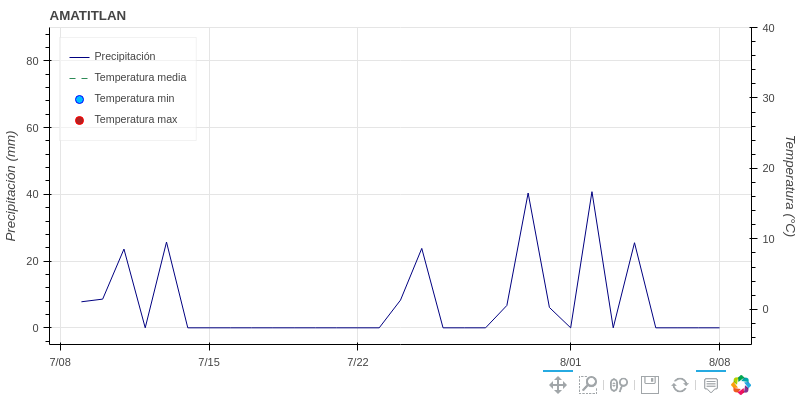 AMATITLAN
Precipitación
Temperatura media
Temperatura min
Temperatura max
Precipitación (mm)
80
60
40
20
0
Temperatura (°C)
40
30
20
10
0
7/08 7/15 7/22 8/01 8/08